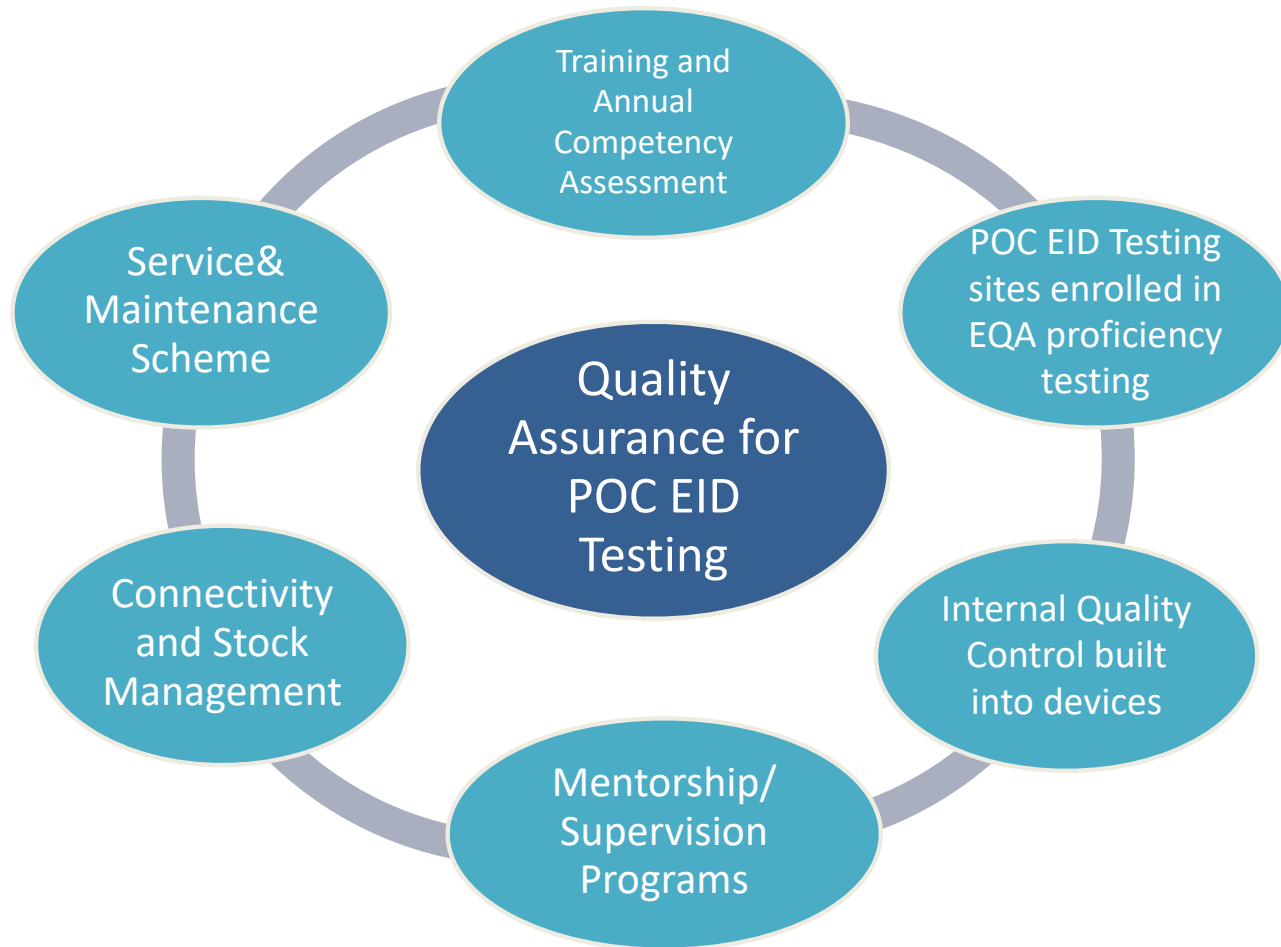 Training and
Annual
Competency
Assessment
POC EID Testing
sites enrolled in
EQA proficiency
testing
Internal Quality
Control built
into devices
Mentorship/
Supervision
Programs
Connectivity
and Stock
Management
Service&
Maintenance
Scheme
Quality
Assurance for
POC EID
Testing